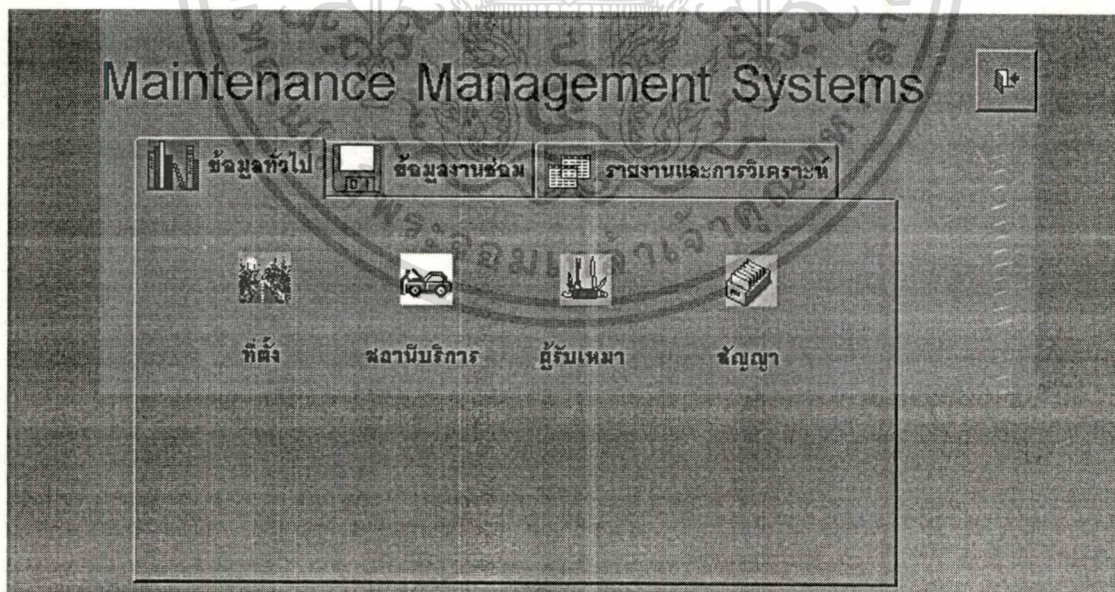 Maintenance Management Systems
ข้อมูลทั่วไป ข้อมูลงานซ่อม รายงานและการวิเคราะห์
ที่ตั้ง สถานีบริการ ผู้รับเหมา สัญญา